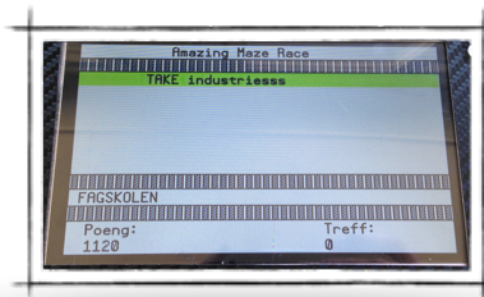 Amazing Maze Race
TAKE industriesss
FAGSKOLEN
Poeng: Treff:
1120 0